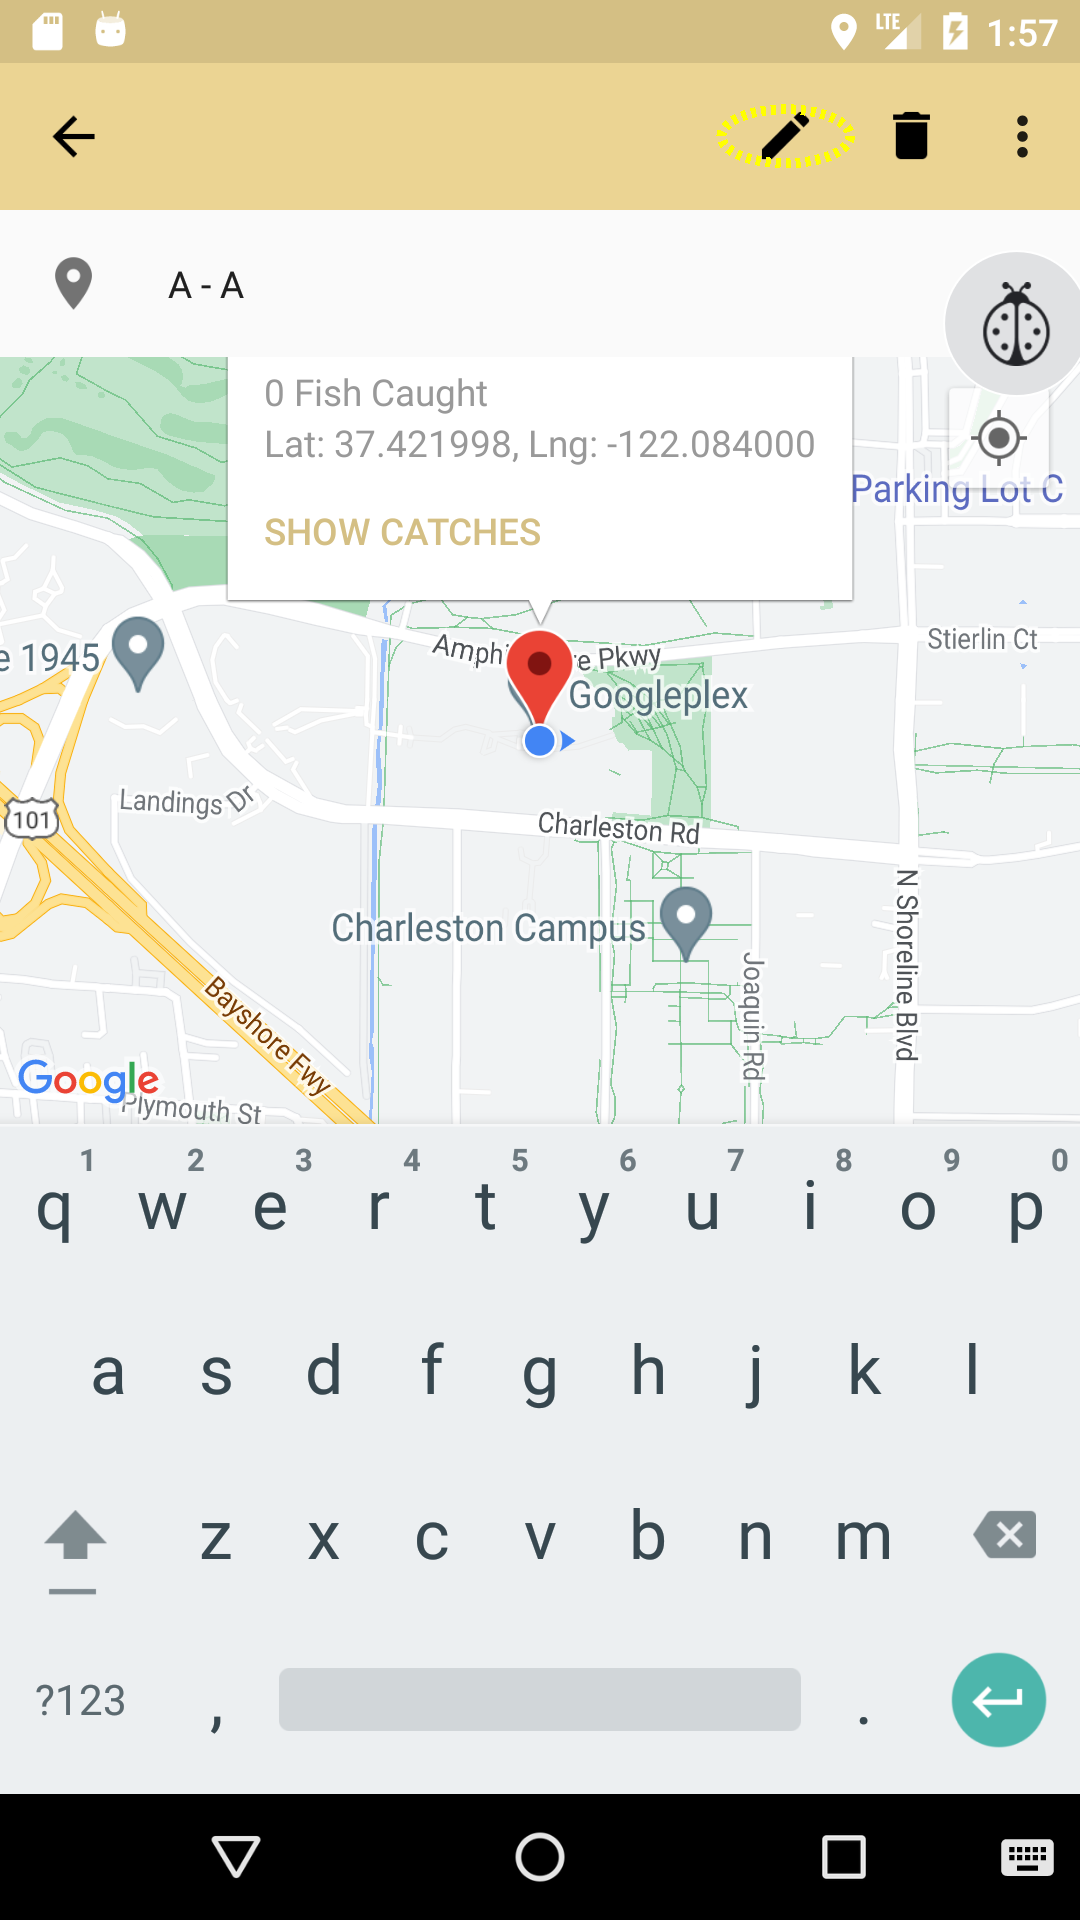 LTE 1:57
A - A
0 Fish Caught
Lat: 37.421998, Lng: -122.084000
SHOW CATCHES
Parking Lot C
Stierlin Ct
e 1945
Amphi re Pkwy
Googleplex
Landings Dr
101
Charleston Rd
Charleston Campus
N Shoreline Blvd
Joaquin Rd
Bayshore Fwy
Google
Plymouth St
1 2 3 4 5 6 7 8 9 0
q w e r t y u i o p
a s d f g h j k l
z x c v b n m
?123 , .